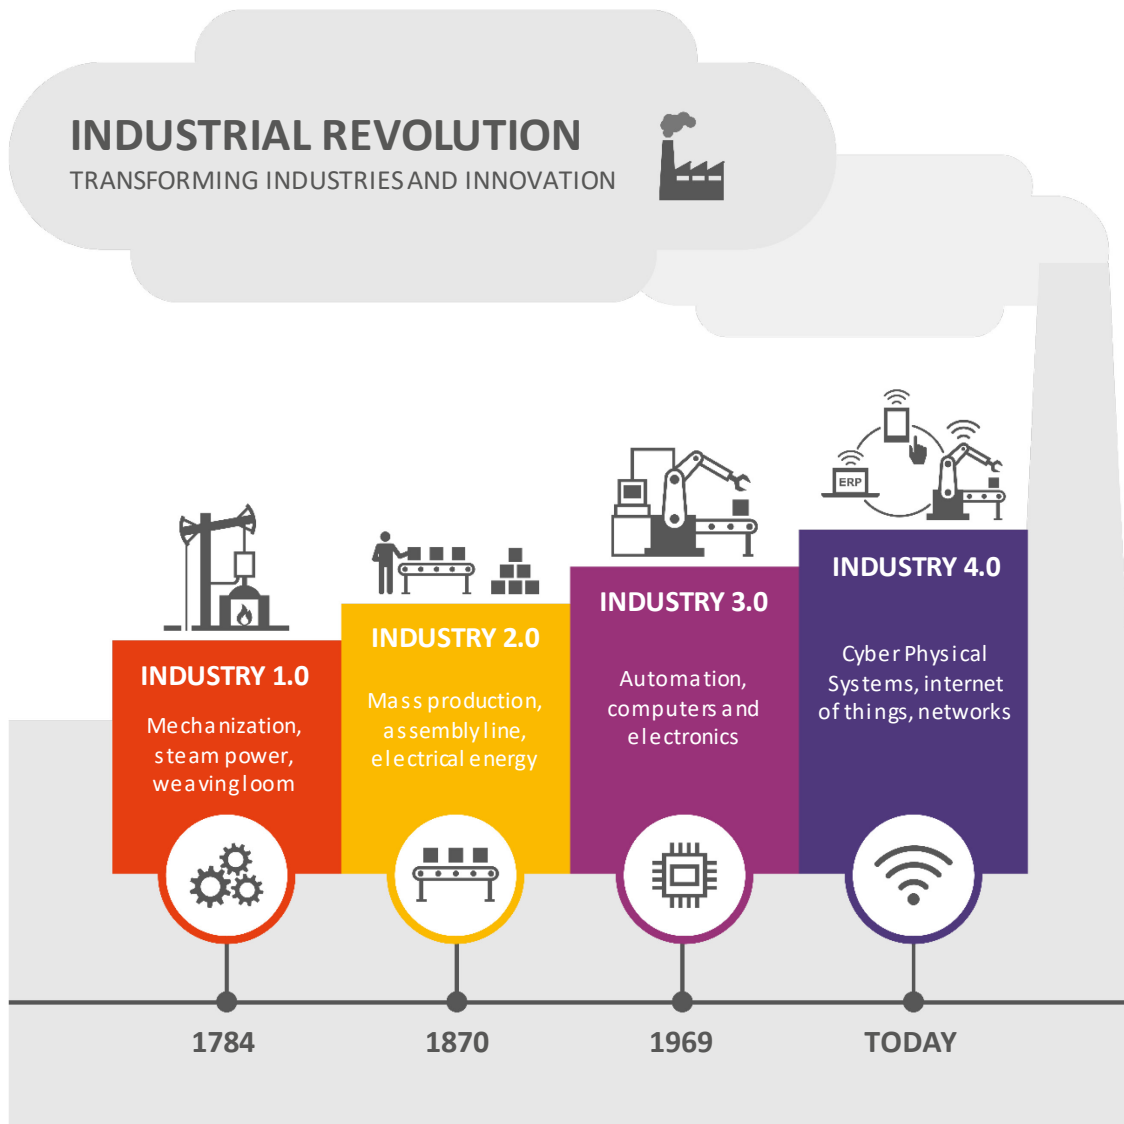 INDUSTRIAL REVOLUTION
TRANSFORMING INDUSTRIES AND INNOVATION
ERP
INDUSTRY 1.0
Mechanization,
steam power,
weaving loom
INDUSTRY 2.0
Mass production,
assembly line,
electrical energy
INDUSTRY 3.0
Automation,
computers and
electronics
INDUSTRY 4.0
Cyber Physical
Systems, internet
of things, networks
1784
1870
1969
TODAY